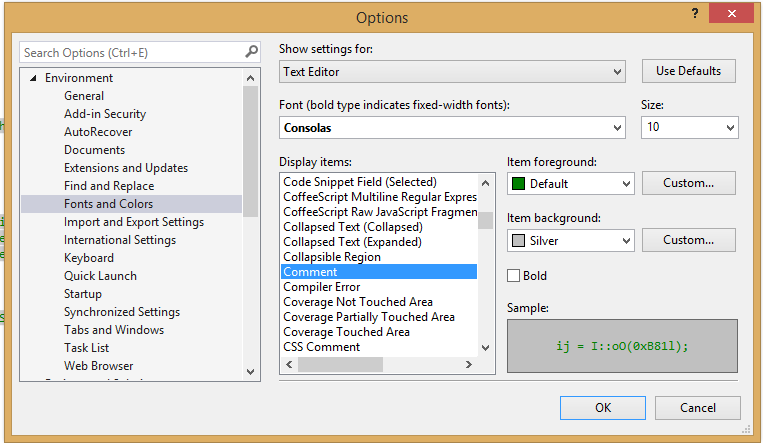 Options
?
Search Options (Ctrl+E)
Environment
General
Add-in Security
AutoRecover
Documents
Extensions and Updates
Find and Replace
Fonts and Colors
Import and Export Settings
International Settings
Keyboard
Quick Launch
Startup
Synchronized Settings
Tabs and Windows
Task List
Web Browser
Show settings for:
Text Editor
Use Defaults
Font (bold type indicates fixed-width fonts):
Consolas
Size:
10
Display items:
Code Snippet Field (Selected)
CoffeeScript Multiline Regular Expres
CoffeeScript Raw JavaScript Fragmen
Collapsed Text (Collapsed)
Collapsed Text (Expanded)
Collapsible Region
Comment
Compiler Error
Coverage Not Touched Area
Coverage Partially Touched Area
Coverage Touched Area
CSS Comment
Item foreground:
Default
Custom...
Item background:
Silver
Custom...
Bold
Sample:
ij = I::oO(0xB81l);
OK
Cancel